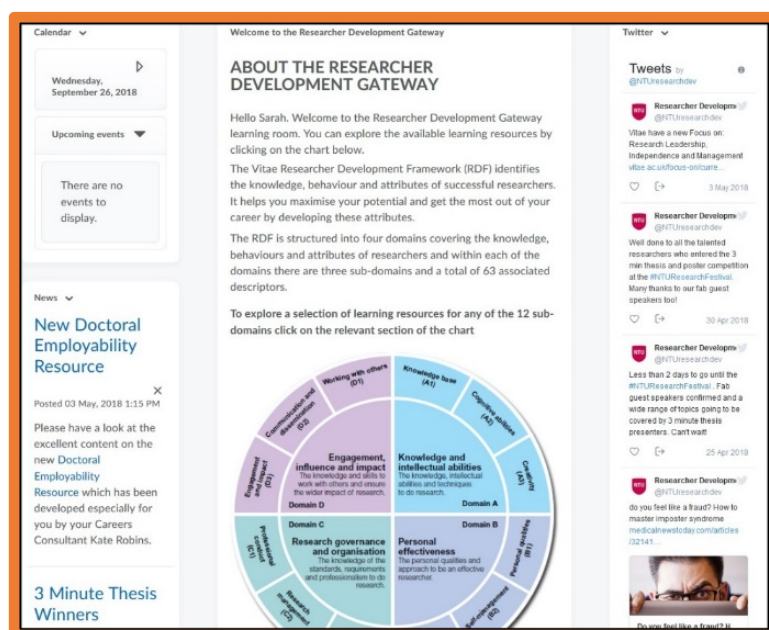 Calendar
Wednesday,
September 26, 2018
Upcoming events
There are no
events to
display.
News
New Doctoral
Employability
Resource
Posted 03 May, 2018 1:15 PM
Please have a look at the
excellent content on the
new Doctoral
Employability
Resource which has been
developed especially for
you by your Careers
Consultant Kate Robins.
3 Minute Thesis
Winners
Welcome to the Researcher Development Gateway
ABOUT THE RESEARCHER
DEVELOPMENT GATEWAY
Hello Sarah. Welcome to the Researcher Development Gateway
learning room. You can explore the available learning resources by
clicking on the chart below.
The Vitae Researcher Development Framework (RDF) identifies
the knowledge, behaviour and attributes of successful researchers.
It helps you maximise your potential and get the most out of your
career by developing these attributes.
The RDF is structured into four domains covering the knowledge,
behaviours and attributes of researchers and within each of the
domains there are three sub-domains and a total of 63 associated
descriptors.
To explore a selection of learning resources for any of the 12 sub-
domains click on the relevant section of the chart
Working with others
(D1)
Knowledge base
(A1)
Communication and
dissemination
(D2)
Cognitive abilities
(A2)
Engagement
and impact
(D3)
Creativity
(A3)
Engagement,
influence and impact
The knowledge and skills to
work with others and ensure
the wider impact of research.
Domain D
Knowledge and
intellectual abilities
The knowledge, intellectual
abilities and techniques
to do research.
Domain A
Domain C
Research governance
and organisation
The knowledge of the
standards, requirements
and professionalism to do
research.
Domain B
Personal
effectiveness
The personal qualities and
approach to be an effective
researcher.
Professional
conduct
(C1)
Personal qualities
(B1)
Research
management
(C2)
Self-management
(B2)
Twitter
Tweets by
@NTUresearchdev
NTU
Researcher Developm
@NTUresearchdev
Vitae have a new Focus on:
Research Leadership,
Independence and Management
vitae.ac.uk/focus-on/curre...
3 May 2018
NTU
Researcher Developm
@NTUresearchdev
Well done to all the talented
researchers who entered the 3
min thesis and poster competition
at the #NTUResearchFestival.
Many thanks to our fab guest
speakers too!
30 Apr 2018
NTU
Researcher Developm
@NTUresearchdev
Less than 2 days to go until the
#NTUResearchFestival . Fab
guest speakers confirmed and a
wide range of topics going to be
covered by 3 minute thesis
presenters. Can't wait!
25 Apr 2018
NTU
Researcher Developm
@NTUresearchdev
do you feel like a fraud? How to
master imposter syndrome
medicalnewstoday.com/articles
/32141...
Do you feel like a fraud? H